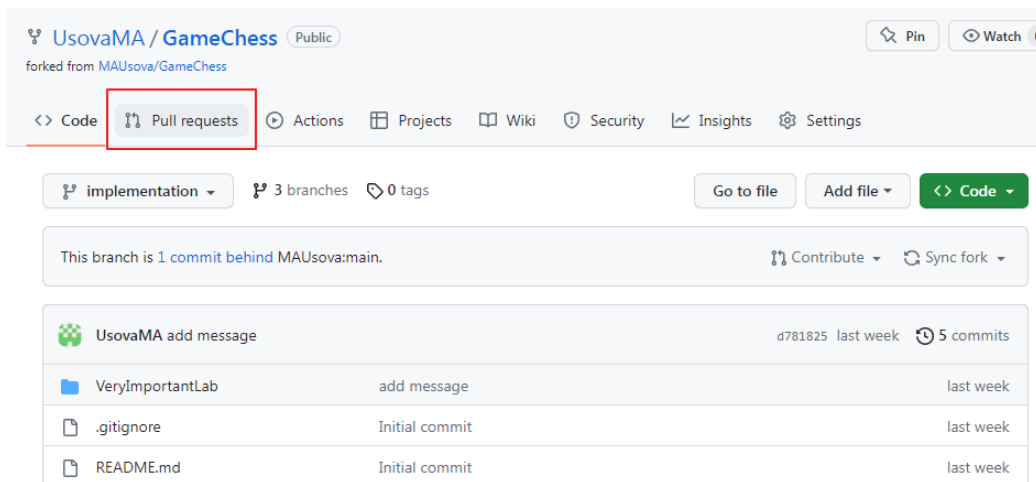 UsovaMA / GameChess Public
Pin
Watch
forked from MAUsova/GameChess
<> Code
Pull requests
Actions
Projects
Wiki
Security
Insights
Settings
implementation
3 branches
0 tags
Go to file
Add file
<> Code
This branch is 1 commit behind MAUsova:main.
Contribute
Sync fork
UsovaMA add message
d781825 last week
5 commits
VeryImportantLab add message last week
.gitignore Initial commit last week
README.md Initial commit last week